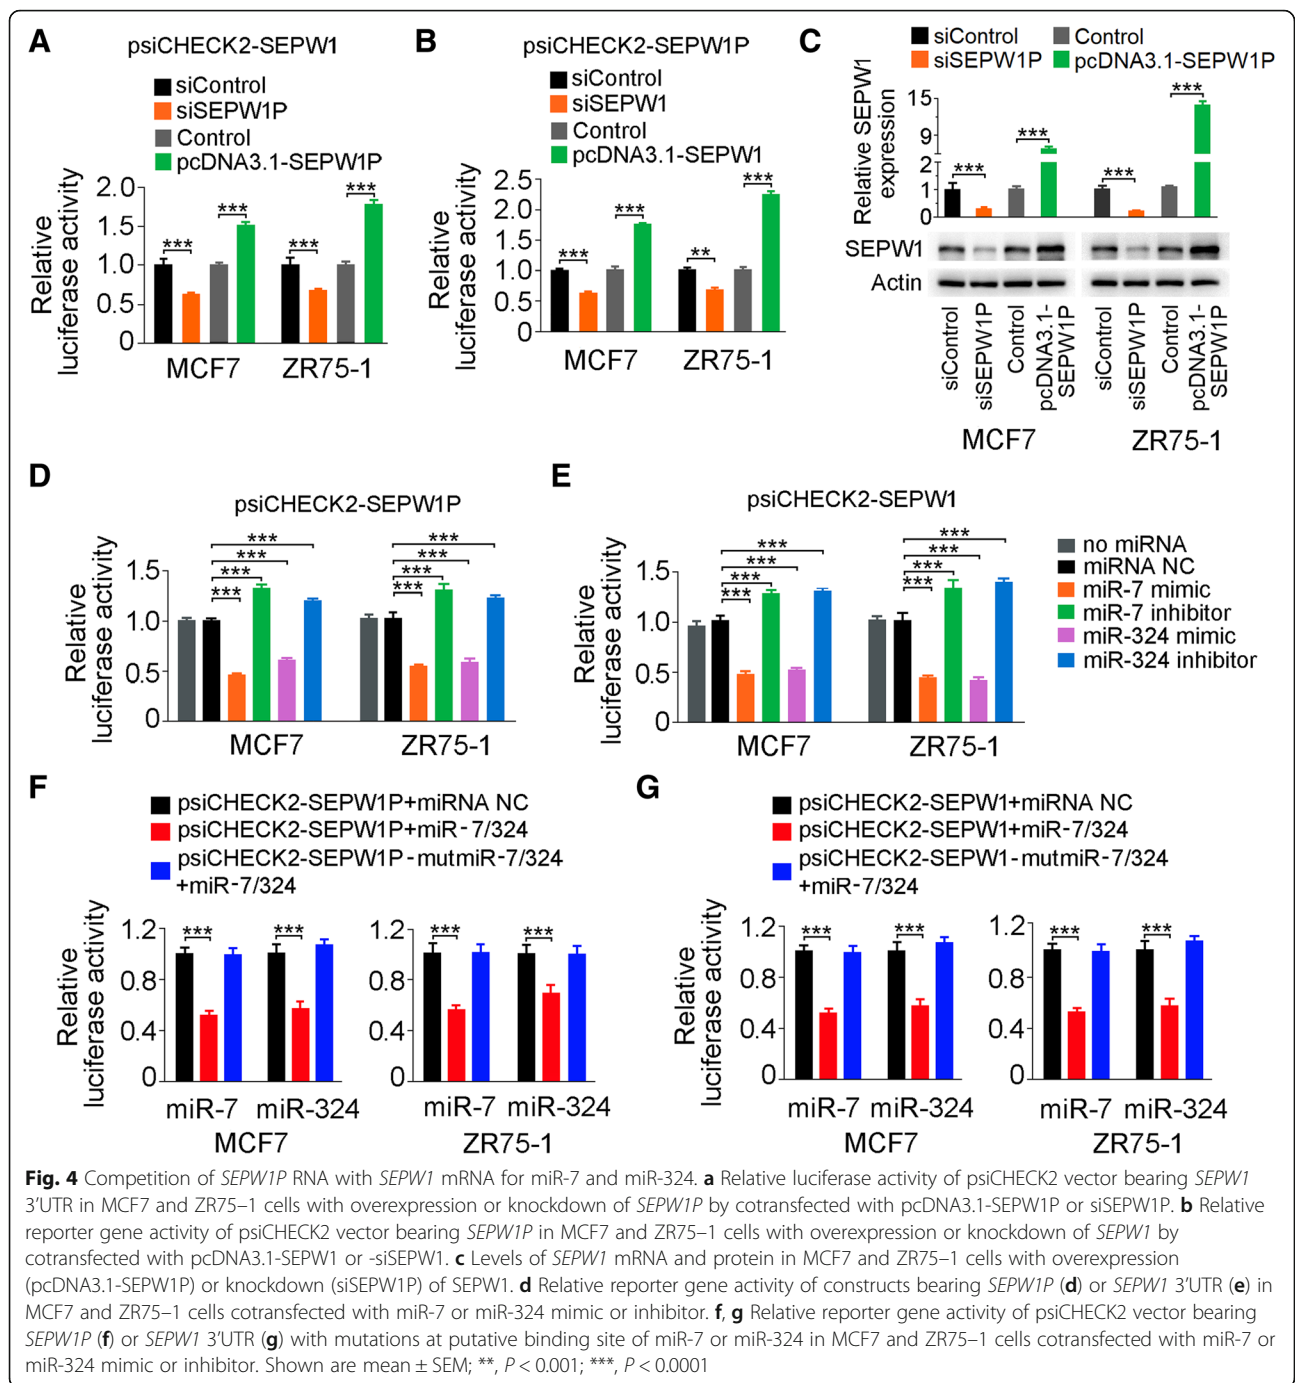 A
psiCHECK2-SEPW1
siControl
siSEPW1P
Control
pcDNA3.1-SEPW1P
Relative
luciferase activity
2.0
1.5
1.0
0.5
0
***
***
***
***
MCF7
ZR75-1
B
psiCHECK2-SEPW1P
siControl
siSEPW1
Control
pcDNA3.1-SEPW1
Relative
luciferase activity
2.5
2.0
1.5
1.0
0.5
0
***
***
**
***
MCF7
ZR75-1
C
siControl
siSEPW1P
Control
pcDNA3.1-SEPW1P
Relative SEPW1
expression
15
9
2
1
0
***
***
***
***
SEPW1
Actin
siControl
siSEPW1P
Control
pcDNA3.1-
SEPW1P
siControl
siSEPW1P
Control
pcDNA3.1-
SEPW1P
MCF7
ZR75-1
D
psiCHECK2-SEPW1P
Relative
luciferase activity
1.5
1.0
0.5
0
***
***
***
***
***
***
***
***
MCF7
ZR75-1
E
psiCHECK2-SEPW1
Relative
luciferase activity
1.5
1.0
0.5
0
***
***
***
***
***
***
***
***
MCF7
ZR75-1
no miRNA
miRNA NC
miR-7 mimic
miR-7 inhibitor
miR-324 mimic
miR-324 inhibitor
F
psiCHECK2-SEPW1P+miRNA NC
psiCHECK2-SEPW1P+miR-7/324
psiCHECK2-SEPW1P-mutmiR-7/324
+miR-7/324
Relative
luciferase activity
1.2
0.8
0.4
0
***
***
miR-7
miR-324
MCF7
1.2
0.8
0.4
0
***
***
miR-7
miR-324
ZR75-1
G
psiCHECK2-SEPW1+miRNA NC
psiCHECK2-SEPW1+miR-7/324
psiCHECK2-SEPW1-mutmiR-7/324
+miR-7/324
Relative
luciferase activity
1.2
0.8
0.4
0
***
***
miR-7
miR-324
MCF7
1.2
0.8
0.4
0
***
***
miR-7
miR-324
ZR75-1
Fig. 4 Competition of SEPW1P RNA with SEPW1 mRNA for miR-7 and miR-324. a Relative luciferase activity of psiCHECK2 vector bearing SEPW1
3′UTR in MCF7 and ZR75–1 cells with overexpression or knockdown of SEPW1P by cotransfected with pcDNA3.1-SEPW1P or siSEPW1P. b Relative
reporter gene activity of psiCHECK2 vector bearing SEPW1P in MCF7 and ZR75–1 cells with overexpression or knockdown of SEPW1 by
cotransfected with pcDNA3.1-SEPW1 or -siSEPW1. c Levels of SEPW1 mRNA and protein in MCF7 and ZR75–1 cells with overexpression
(pcDNA3.1-SEPW1P) or knockdown (siSEPW1P) of SEPW1. d Relative reporter gene activity of constructs bearing SEPW1P (d) or SEPW1 3′UTR (e) in
MCF7 and ZR75–1 cells cotransfected with miR-7 or miR-324 mimic or inhibitor. f, g Relative reporter gene activity of psiCHECK2 vector bearing
SEPW1P (f) or SEPW1 3′UTR (g) with mutations at putative binding site of miR-7 or miR-324 in MCF7 and ZR75–1 cells cotransfected with miR-7 or
miR-324 mimic or inhibitor. Shown are mean ± SEM; **, P < 0.001; ***, P < 0.0001